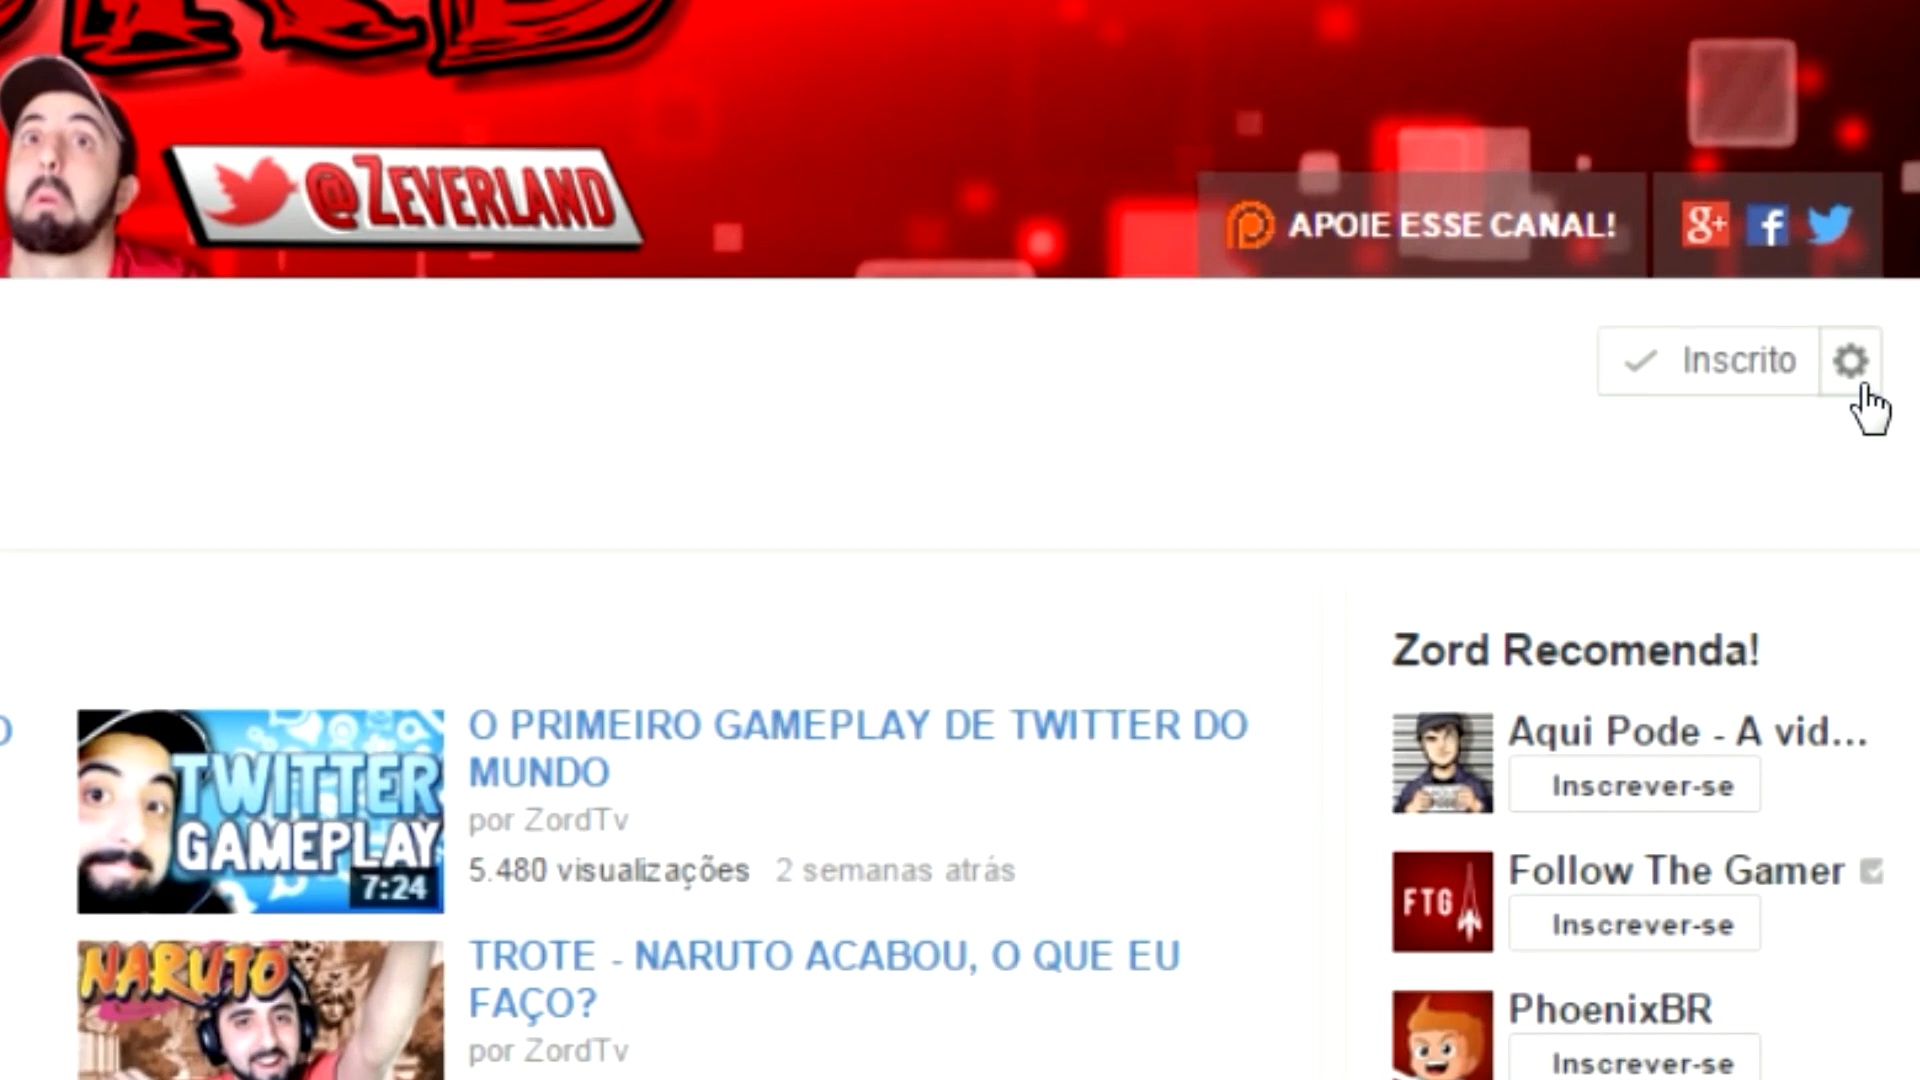 @ZEVERLAND
APOIE ESSE CANAL!
g+ f
Inscrito
Zord Recomenda!
TWITTER
GAMEPLAY
7:24
O PRIMEIRO GAMEPLAY DE TWITTER DO
MUNDO
por ZordTv
5.480 visualizações 2 semanas atrás
Aqui Pode - A vid...
Inscrever-se
FTG
Follow The Gamer
Inscrever-se
NARUTO
TROTE - NARUTO ACABOU, O QUE EU
FAÇO?
por ZordTv
PhoenixBR
Inscrever-se